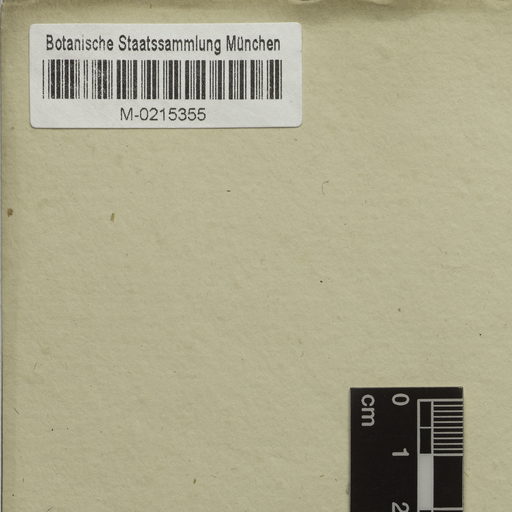 Botanische Staatssammlung München
M-0215355
cm
0
1
2